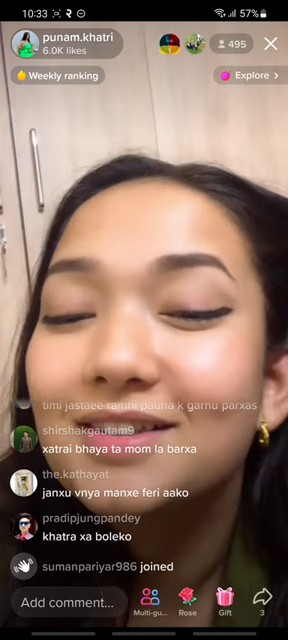 10:33
57%
punam.khatri
6.0K likes
495
Weekly ranking
Explore >
timi jastaee ramri pauna k garnu parxas
shirshakgautam9
xatrai bhaya ta mom la barxa
the.kathayat
janxu vnya manxe feri aako
pradipjungpandey
khatra xa boleko
sumanpariyar986 joined
Add comment...
Multi-gu...
Rose
Gift
3